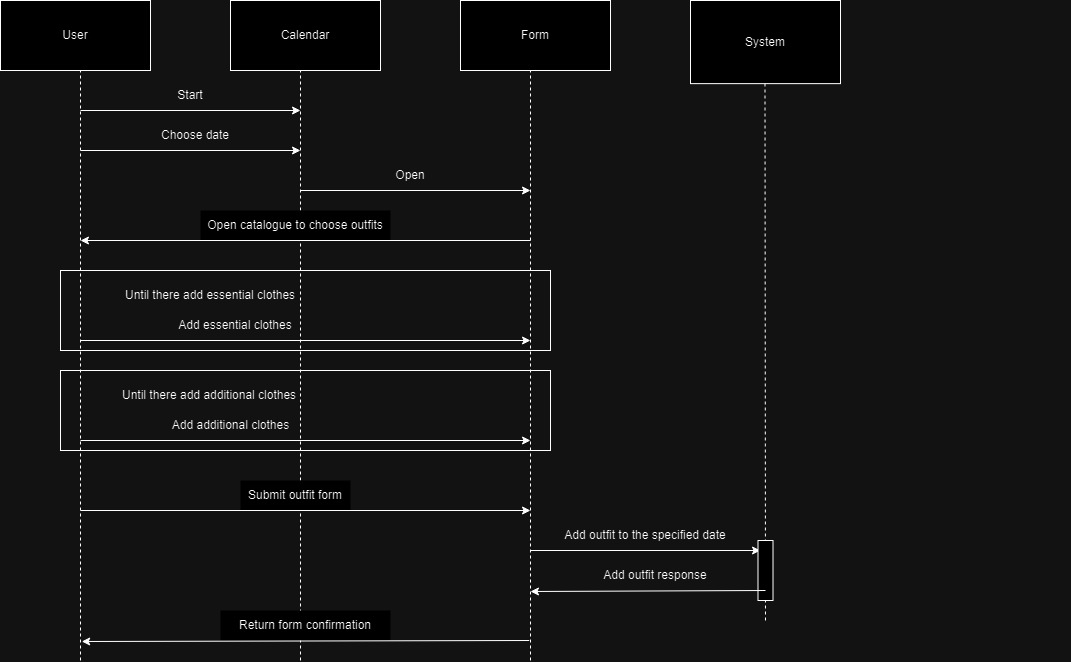 User
Calendar
Form
System
Start
Choose date
Open
Open catalogue to choose outfits
Until there add essential clothes
Add essential clothes
Until there add additional clothes
Add additional clothes
Submit outfit form
Add outfit to the specified date
Add outfit response
Return form confirmation